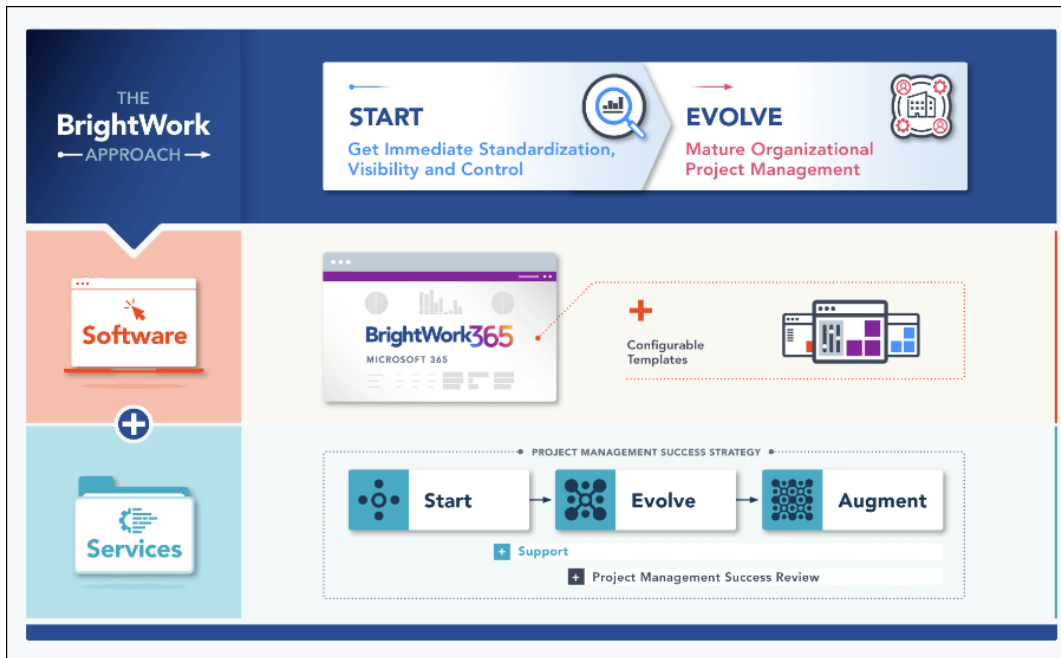 THE
BrightWork
APPROACH
START
Get Immediate Standardization,
Visibility and Control
EVOLVE
Mature Organizational
Project Management
Software
BrightWork365
MICROSOFT 365
Configurable
Templates
Services
PROJECT MANAGEMENT SUCCESS STRATEGY
Start
Evolve
Augment
Support
Project Management Success Review